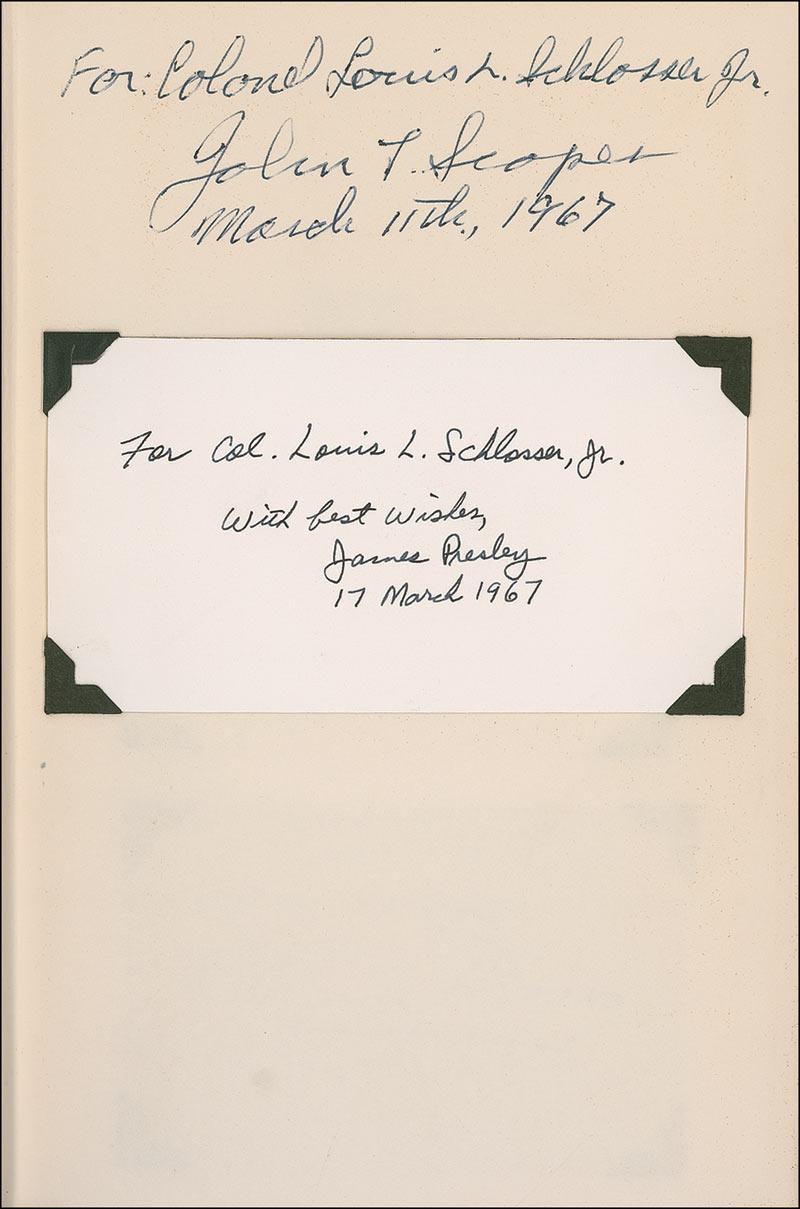 For: Colonel Louis L. Schlosser Jr.
John T. Scopes
March 11th., 1967
For Col. Louis L. Schlosser, Jr.
With best wishes,
James Presley
17 March 1967